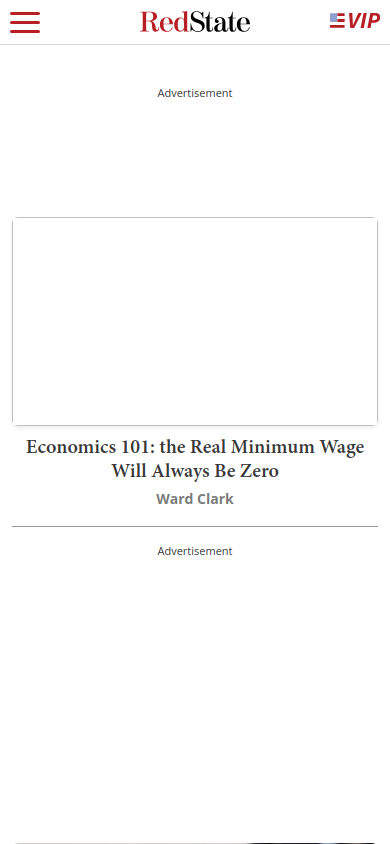 RedState
VIP
Advertisement
Economics 101: the Real Minimum Wage
Will Always Be Zero
Ward Clark
Advertisement